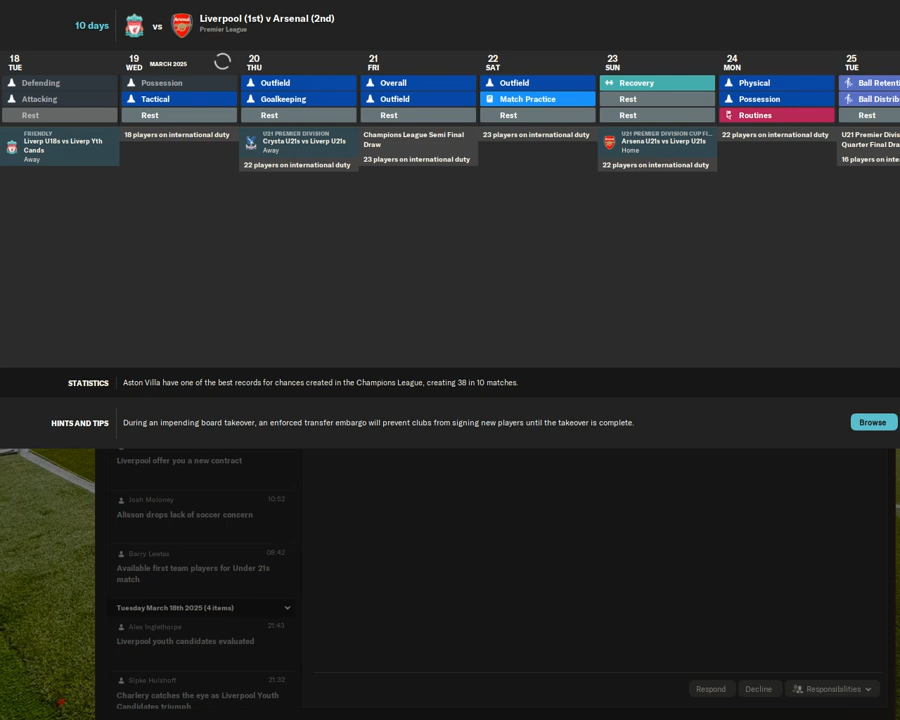 10 days
vs
Liverpool (1st) v Arsenal (2nd)
Premier League
18
TUE
19
WED MARCH 2025
20
THU
21
FRI
22
SAT
23
SUN
24
MON
25
TUE
Defending
Possession
Outfield
Overall
Outfield
Recovery
Physical
Ball Retenti
Attacking
Tactical
Goalkeeping
Outfield
Match Practice
Rest
Possession
Ball Distrib
Rest
Rest
Rest
Rest
Rest
Rest
Routines
Rest
FRIENDLY
Liverp U18s vs Liverp Yth
Cands
Away
18 players on international duty
U21 PREMIER DIVISION
Crysta U21s vs Liverp U21s
Away
22 players on international duty
Champions League Semi Final
Draw
23 players on international duty
23 players on international duty
U21 PREMIER DIVISION CUP FI...
Arsena U21s vs Liverp U21s
Home
22 players on international duty
22 players on international duty
U21 Premier Divis
Quarter Final Dra
16 players on inte
STATISTICS
Aston Villa have one of the best records for chances created in the Champions League, creating 38 in 10 matches.
HINTS AND TIPS
During an impending board takeover, an enforced transfer embargo will prevent clubs from signing new players until the takeover is complete.
Browse
Liverpool offer you a new contract
Josh Moloney
10:52
Alisson drops lack of soccer concern
Barry Lewtas
09:42
Available first team players for Under 21s
match
Tuesday March 18th 2025 (4 items)
Alex Inglethorpe
21:43
Liverpool youth candidates evaluated
Sipke Hulshoff
21:32
Charlery catches the eye as Liverpool Youth
Candidates triumph
Respond
Decline
Responsibilities